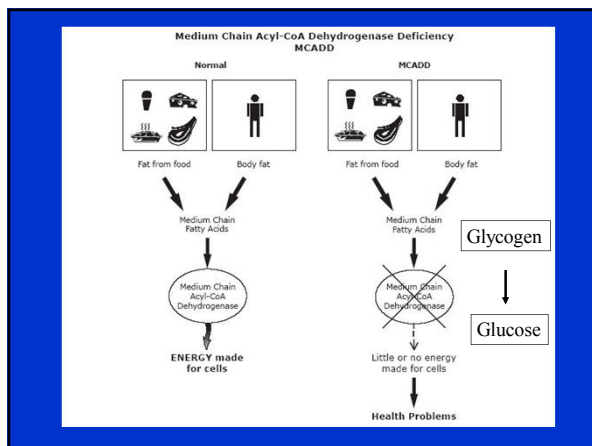 Medium Chain Acyl-CoA Dehydrogenase Deficiency
MCADD
Normal
MCADD
Fat from food
Body fat
Fat from food
Body fat
Medium Chain
Fatty Acids
Medium Chain
Fatty Acids
Glycogen
Medium Chain
Acyl-CoA
Dehydrogenase
Medium Chain
Acyl-CoA
Dehydrogenase
Glucose
ENERGY made
for cells
Little or no energy
made for cells
Health Problems